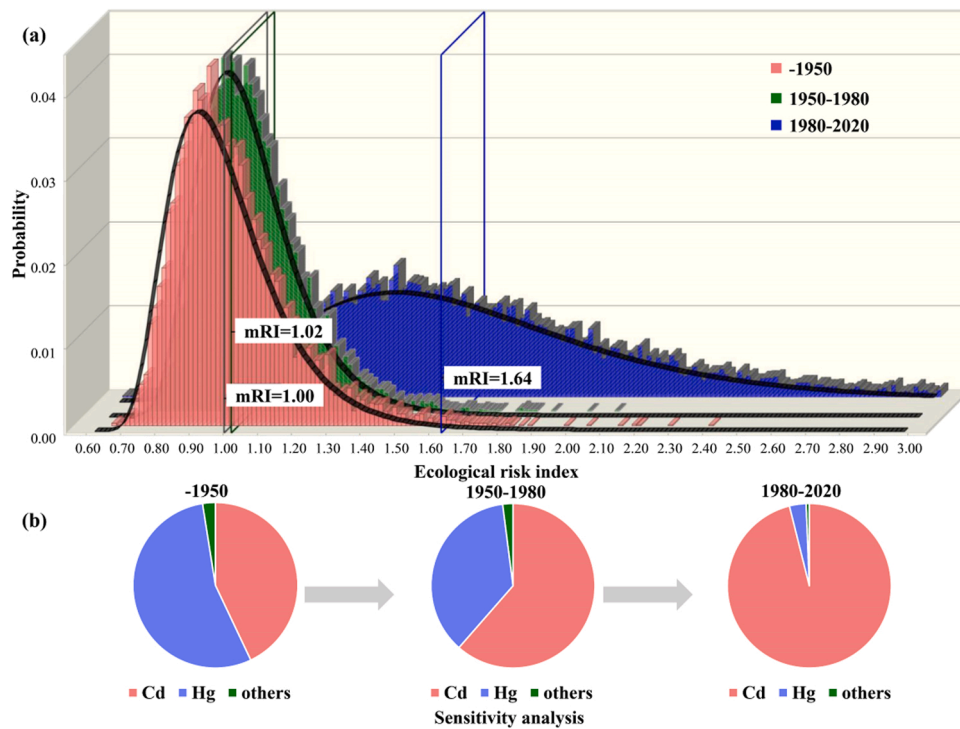 (a)
-1950
1950-1980
1980-2020
Probability
0.04
0.03
0.02
0.01
0.00
mRI=1.02
mRI=1.00
mRI=1.64
0.60 0.70 0.80 0.90 1.00 1.10 1.20 1.30 1.40 1.50 1.60 1.70 1.80 1.90 2.00 2.10 2.20 2.30 2.40 2.50 2.60 2.70 2.80 2.90 3.00
Ecological risk index
(b)
-1950 1950-1980 1980-2020
Cd Hg others Cd Hg others Cd Hg others
Sensitivity analysis